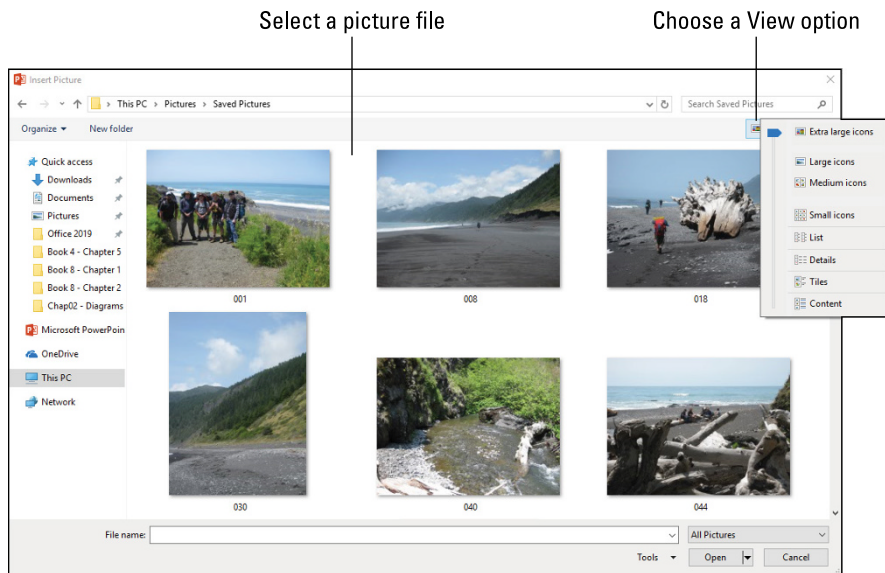 Select a picture file
Choose a View option
Insert Picture
This PC > Pictures > Saved Pictures
Search Saved Pictures
Organize
New folder
Extra large icons
Large icons
Medium icons
Small icons
List
Details
Tiles
Content
Quick access
Downloads
Documents
Pictures
Office 2019
Book 4 - Chapter 5
Book 8 - Chapter 1
Book 8 - Chapter 2
Chap02 - Diagrams
Microsoft PowerPoin
OneDrive
This PC
Network
001
008
018
030
040
044
File name:
All Pictures
Tools
Open
Cancel